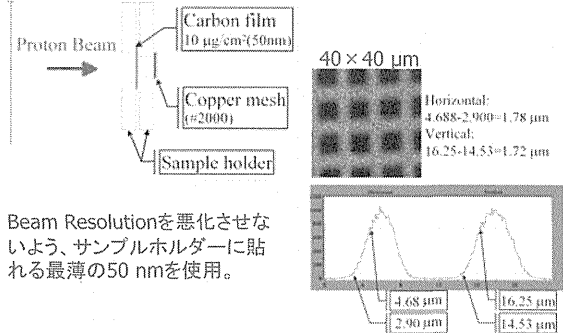 Proton Beam
Carbon film
10 μg/cm²(50nm)
Copper mesh
(#2000)
Sample holder
40×40 μm
Horizontal:
4.688-2.900=1.78 μm
Vertical:
16.25-14.53=1.72 μm
Beam Resolutionを悪化させな
いよう、サンプルホルダーに貼
れる最薄の50 nmを使用。
4.68 μm
16.25 μm
2.90 μm
14.53 μm